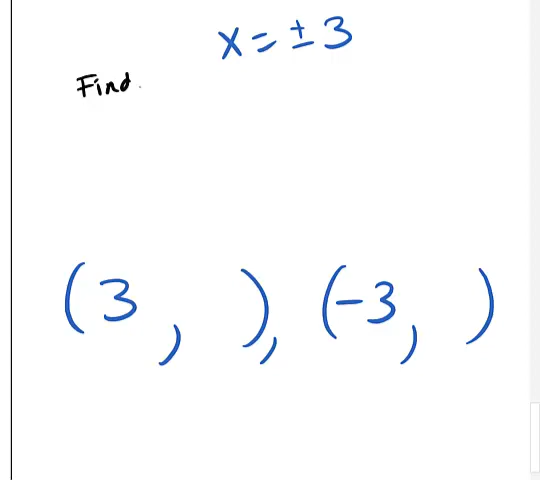 x = ± 3
Find
(3 , ), (-3, )